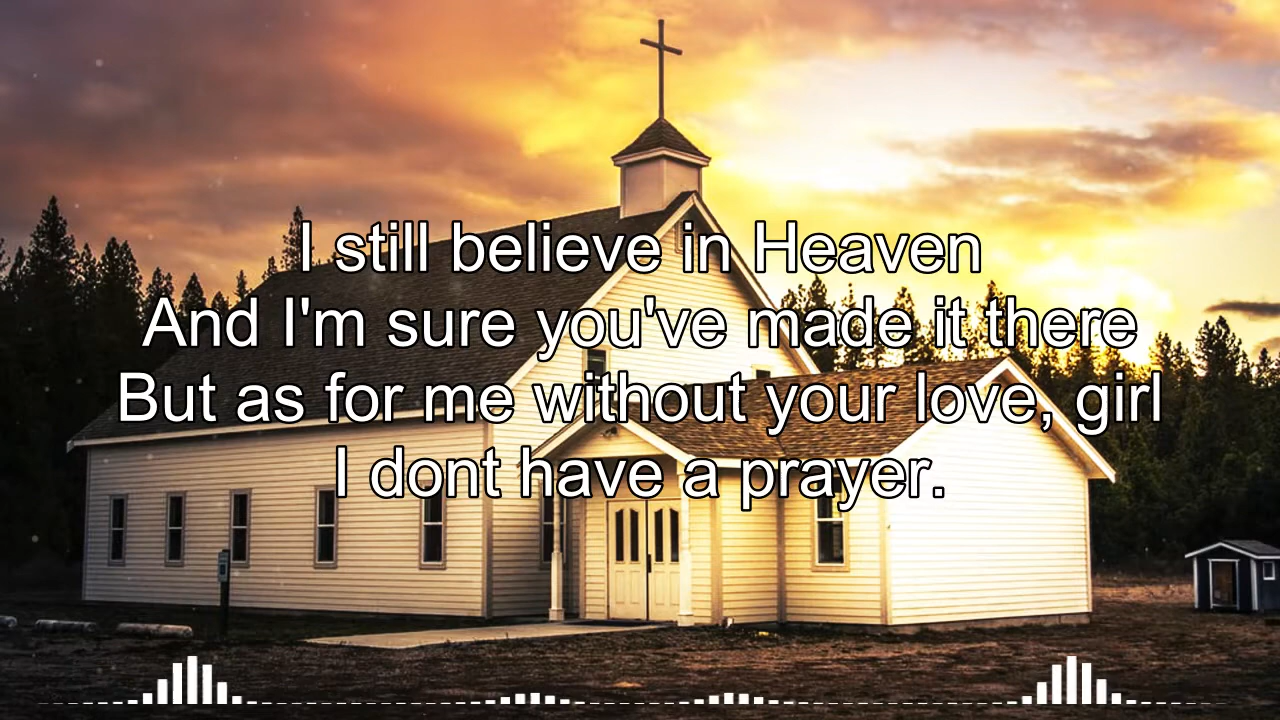 I still believe in Heaven
And I'm sure you've made it there
But as for me without your love, girl
I dont have a prayer.